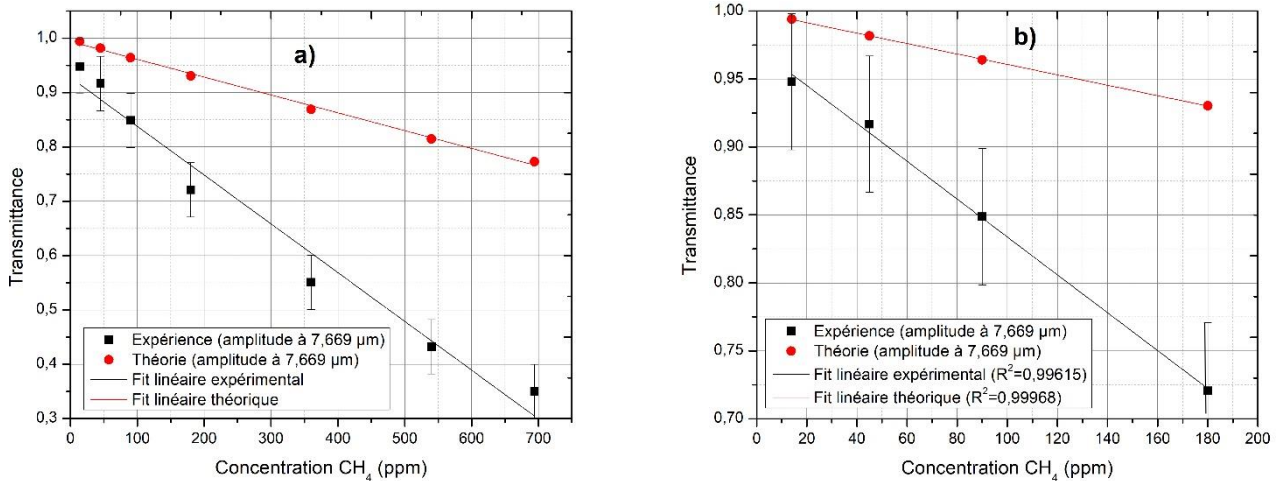 a)
Transmittance
1,0
0,9
0,8
0,7
0,6
0,5
0,4
0,3
0
100
200
300
400
500
600
700
Expérience (amplitude à 7,669 µm)
Théorie (amplitude à 7,669 µm)
Fit linéaire expérimental
Fit linéaire théorique
Concentration CH₄ (ppm)
b)
Transmittance
1.00
0.95
0.90
0.85
0.80
0.75
0,70
0
20
40
60
80
100
120
140
160
180
200
Expérience (amplitude à 7,669 µm)
Théorie (amplitude à 7,669 µm)
Fit linéaire expérimental (R²=0,99615)
Fit linéaire théorique (R²=0,99968)
Concentration CH₄ (ppm)